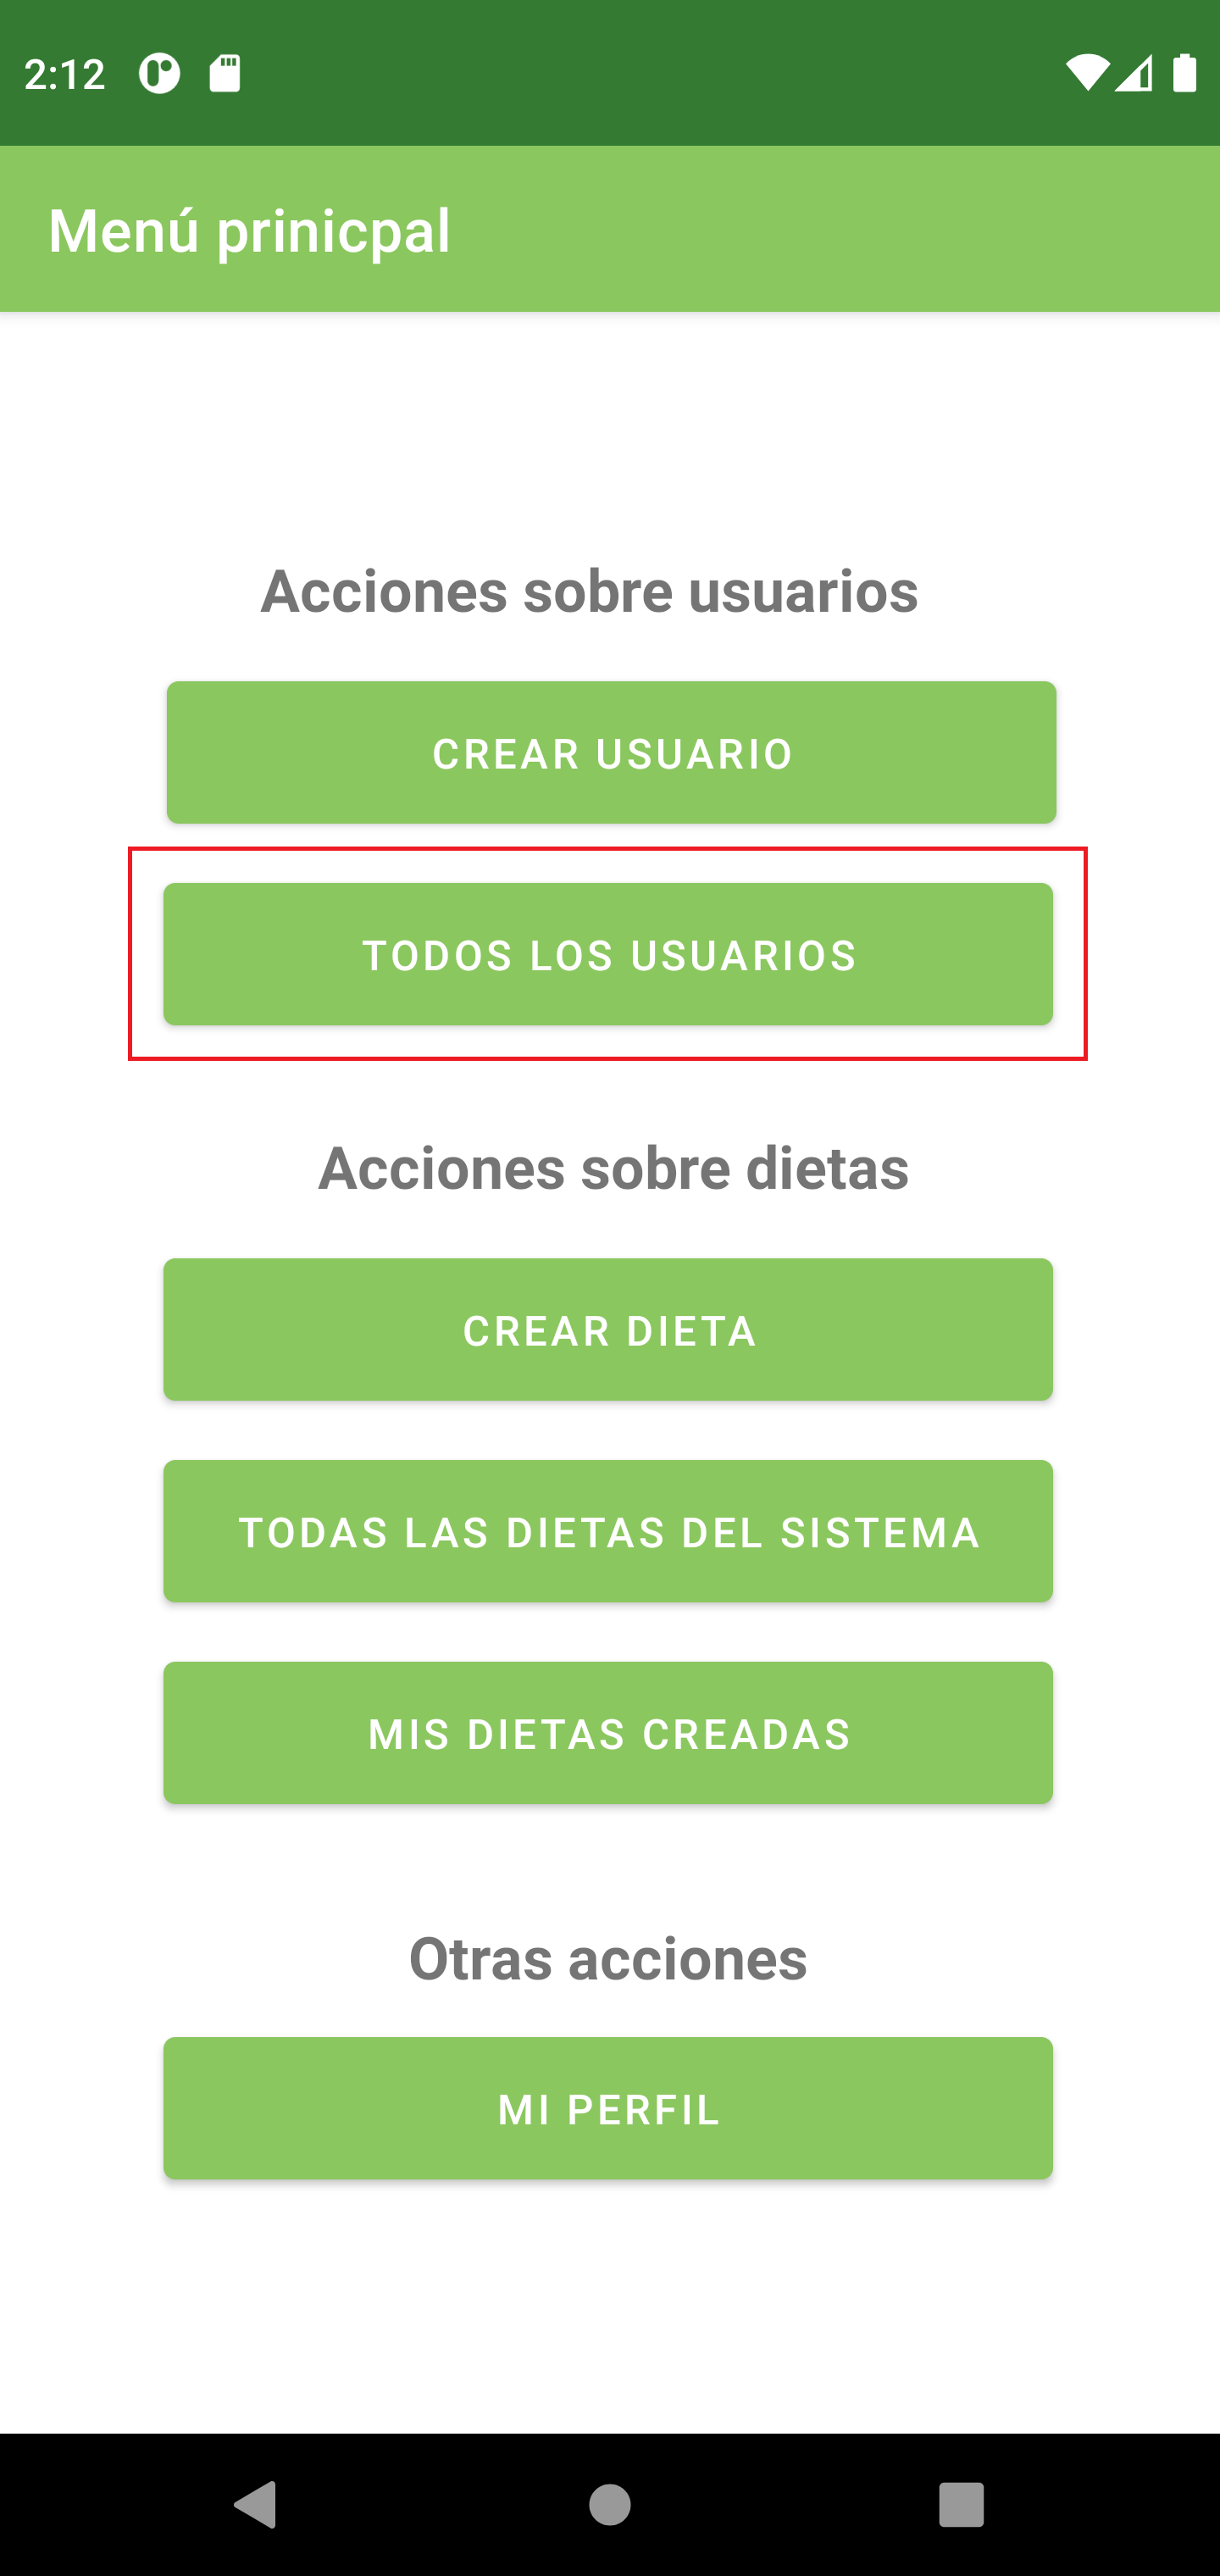 2:12
Menú prinicpal
Acciones sobre usuarios
CREAR USUARIO
TODOS LOS USUARIOS
Acciones sobre dietas
CREAR DIETA
TODAS LAS DIETAS DEL SISTEMA
MIS DIETAS CREADAS
Otras acciones
MI PERFIL